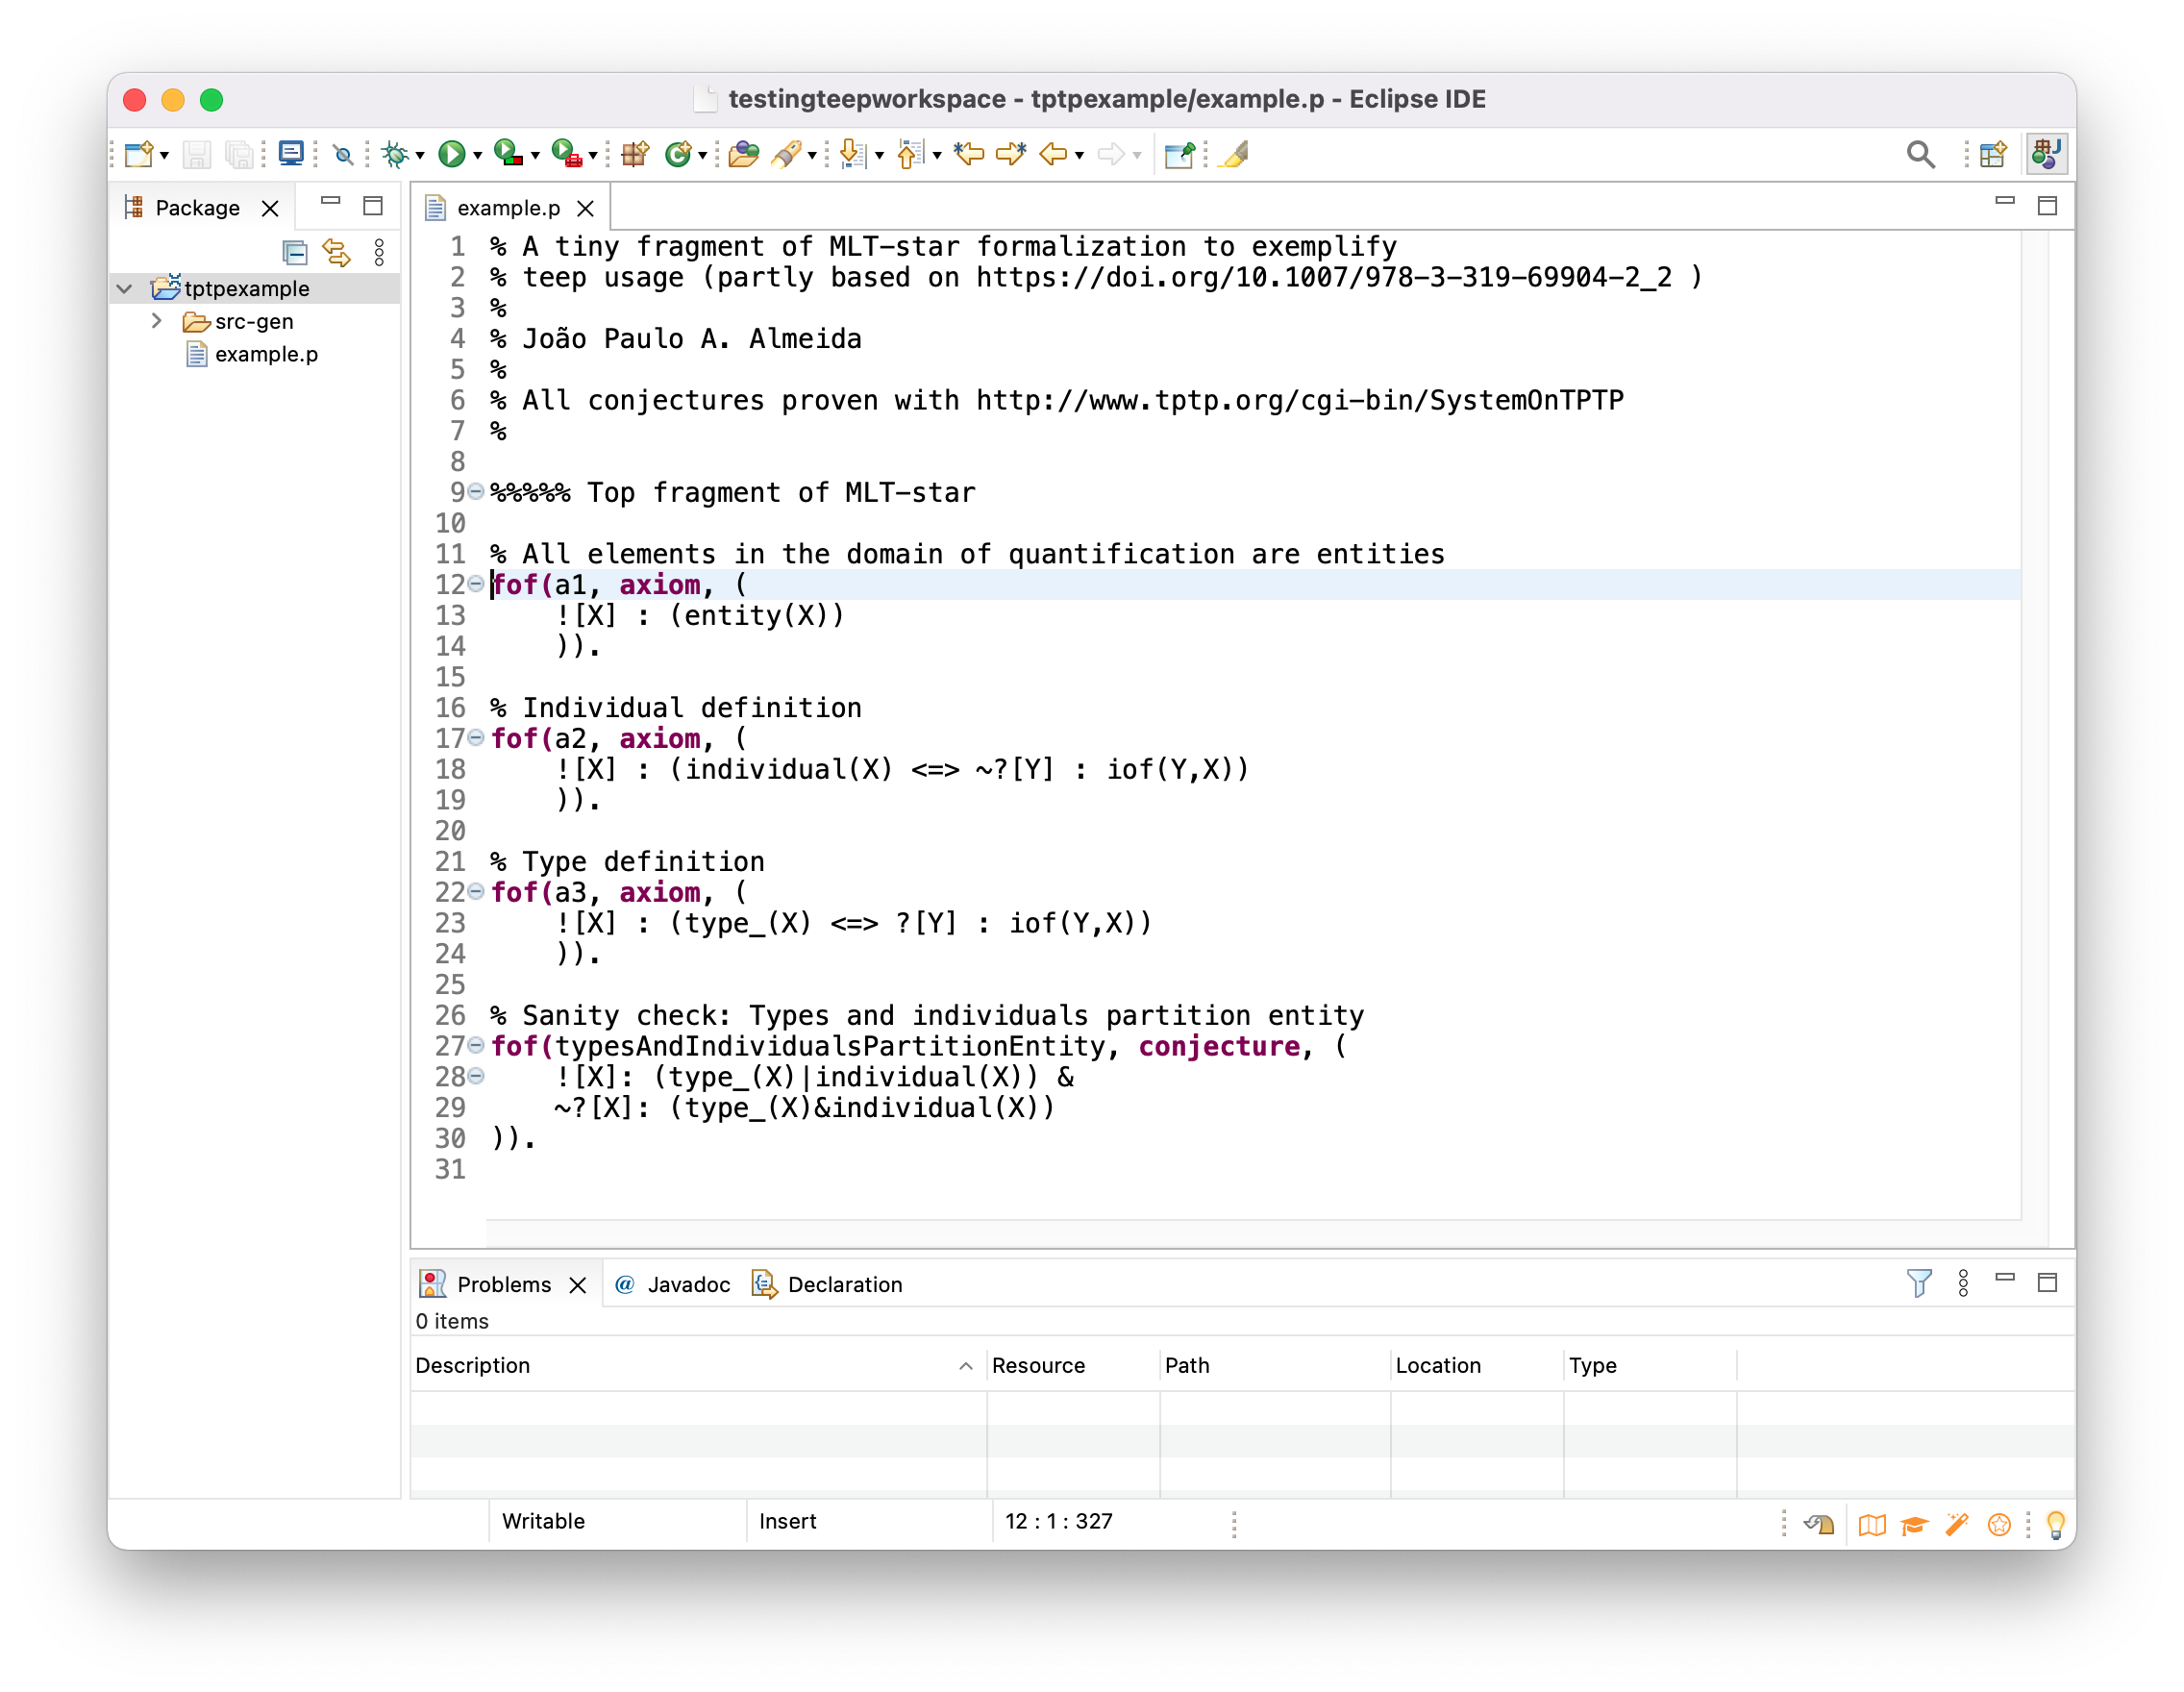 testingteepworkspace - tptpexample/example.p - Eclipse IDE
Package
tptpexample
src-gen
example.p
example.p
1 % A tiny fragment of MLT-star formalization to exemplify
2 % teep usage (partly based on https://doi.org/10.1007/978-3-319-69904-2_2 )
3 %
4 % João Paulo A. Almeida
5 %
6 % All conjectures proven with http://www.tptp.org/cgi-bin/SystemOnTPTP
7 %
8
9 %%%%% Top fragment of MLT-star
10
11 % All elements in the domain of quantification are entities
12 fof(a1, axiom, (
13     ![X] : (entity(X))
14     )).
15
16 % Individual definition
17 fof(a2, axiom, (
18     ![X] : (individual(X) <=> ~?[Y] : iof(Y,X))
19     )).
20
21 % Type definition
22 fof(a3, axiom, (
23     ![X] : (type_(X) <=> ?[Y] : iof(Y,X))
24     )).
25
26 % Sanity check: Types and individuals partition entity
27 fof(typesAndIndividualsPartitionEntity, conjecture, (
28     ![X]: (type_(X)|individual(X)) &
29     ~?[X]: (type_(X)&individual(X))
30 )).
31
Problems @ Javadoc Declaration
0 items
Description Resource Path Location Type
Writable Insert 12 : 1 : 327